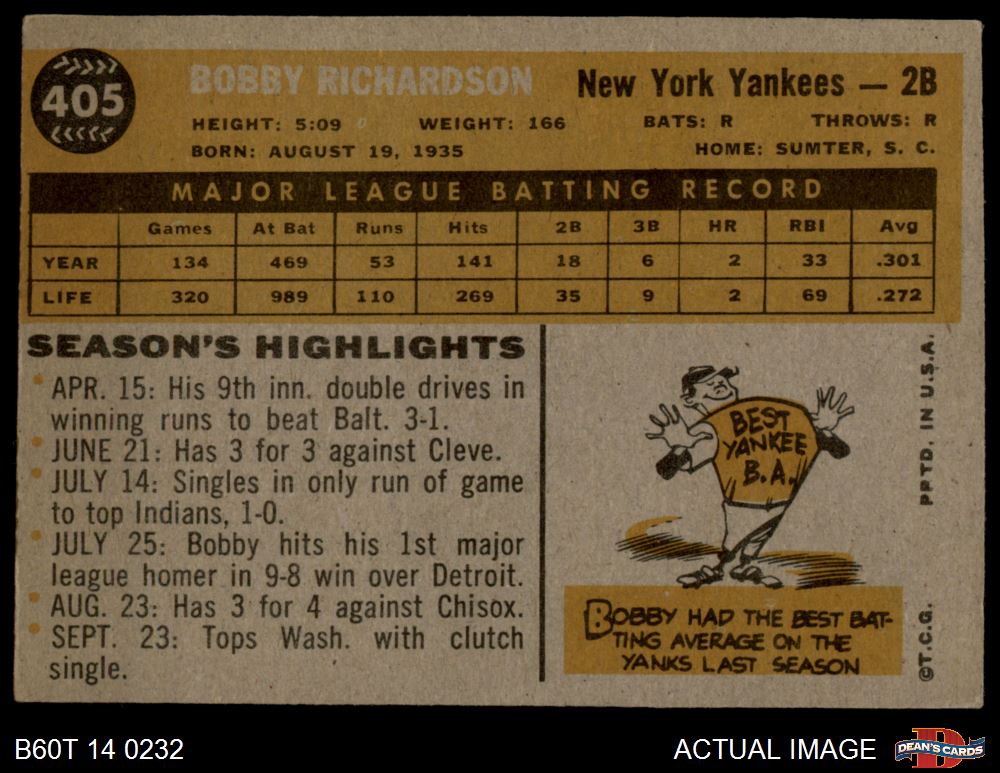 405
BOBBY RICHARDSON
New York Yankees — 2B
HEIGHT: 5:09 WEIGHT: 166 BATS: R THROWS: R
BORN: AUGUST 19, 1935 HOME: SUMTER, S. C.
MAJOR LEAGUE BATTING RECORD
Games At Bat Runs Hits 2B 3B HR RBI Avg
YEAR 134 469 53 141 18 6 2 33 .301
LIFE 320 989 110 269 35 9 2 69 .272
SEASON'S HIGHLIGHTS
APR. 15: His 9th inn. double drives in
winning runs to beat Balt. 3-1.
JUNE 21: Has 3 for 3 against Cleve.
JULY 14: Singles in only run of game
to top Indians, 1-0.
JULY 25: Bobby hits his 1st major
league homer in 9-8 win over Detroit.
AUG. 23: Has 3 for 4 against Chisox.
SEPT. 23: Tops Wash. with clutch
single.
BEST
YANKEE
B.A.
BOBBY HAD THE BEST BAT-
TING AVERAGE ON THE
YANKS LAST SEASON
©T.C.G. PPTD. IN U.S.A.
B60T 14 0232
ACTUAL IMAGE
D
DEAN'S CARDS